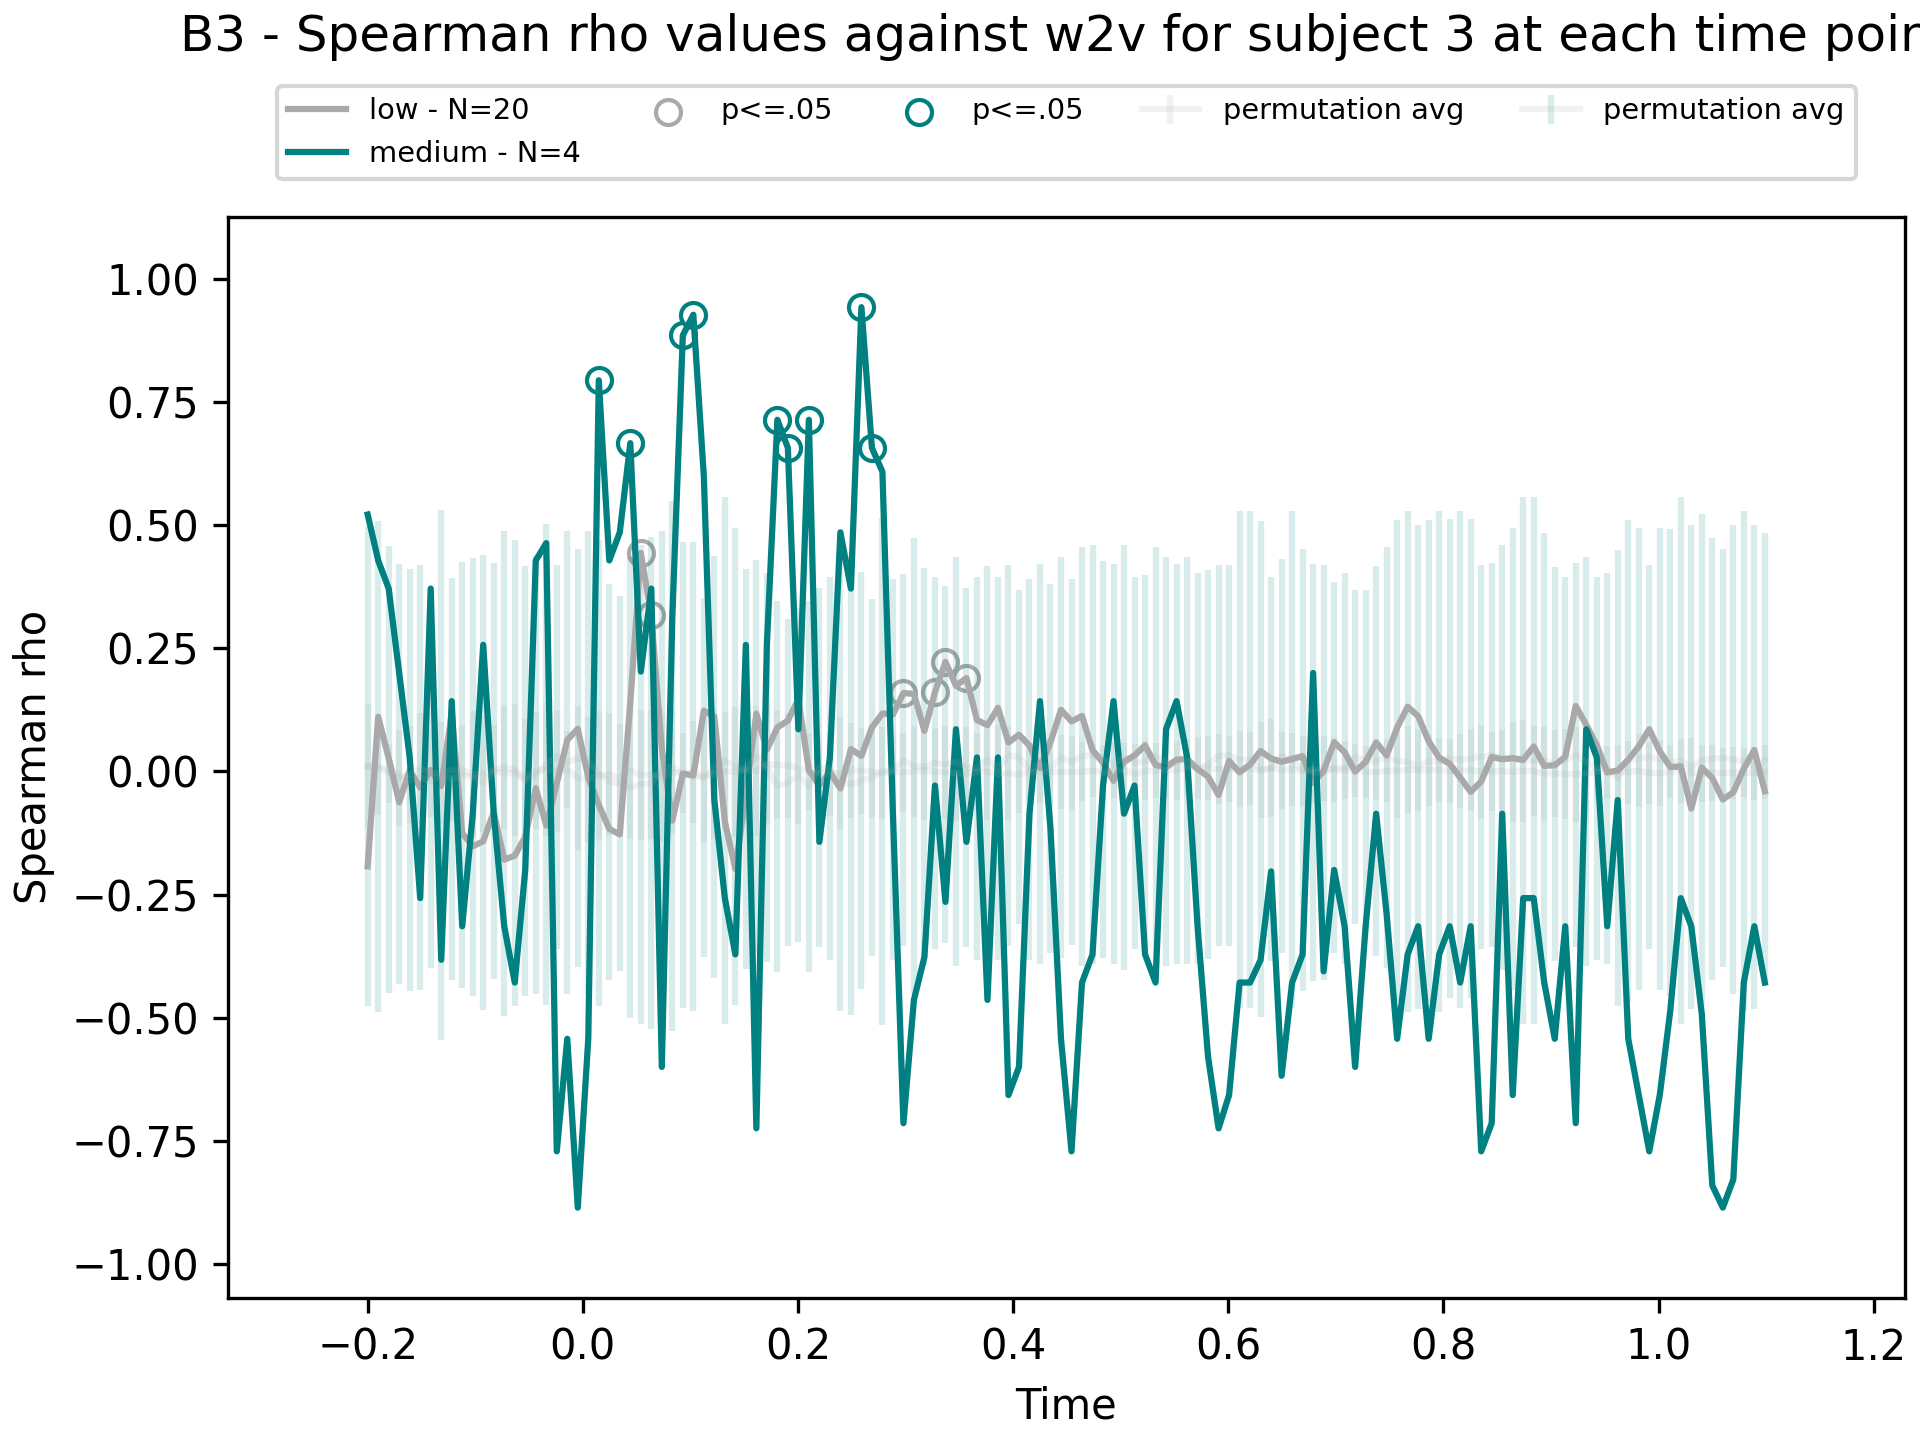 B3 - Spearman rho values against w2v for subject 3 at each time poin
low - N=20
medium - N=4
p<=.05
p<=.05
permutation avg
permutation avg
1.00
0.75
0.50
0.25
0.00
−0.25
−0.50
−0.75
−1.00
Spearman rho
−0.2 0.0 0.2 0.4 0.6 0.8 1.0 1.2
Time